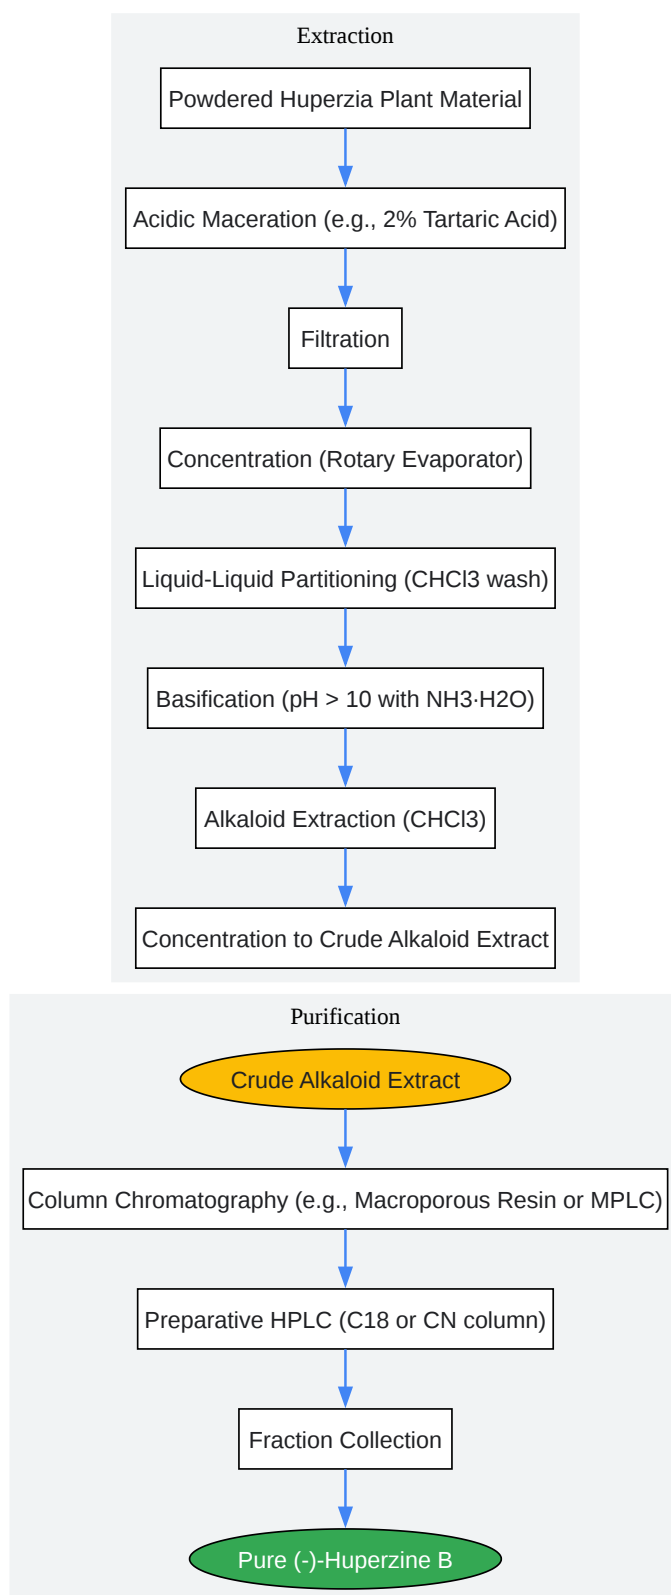 Extraction
Powdered Huperzia Plant Material
Acidic Maceration (e.g., 2% Tartaric Acid)
Filtration
Concentration (Rotary Evaporator)
Liquid-Liquid Partitioning (CHCl3 wash)
Basification (pH > 10 with NH3·H2O)
Alkaloid Extraction (CHCl3)
Concentration to Crude Alkaloid Extract
Purification
Crude Alkaloid Extract
Column Chromatography (e.g., Macroporous Resin or MPLC)
Preparative HPLC (C18 or CN column)
Fraction Collection
Pure (-)-Huperzine B